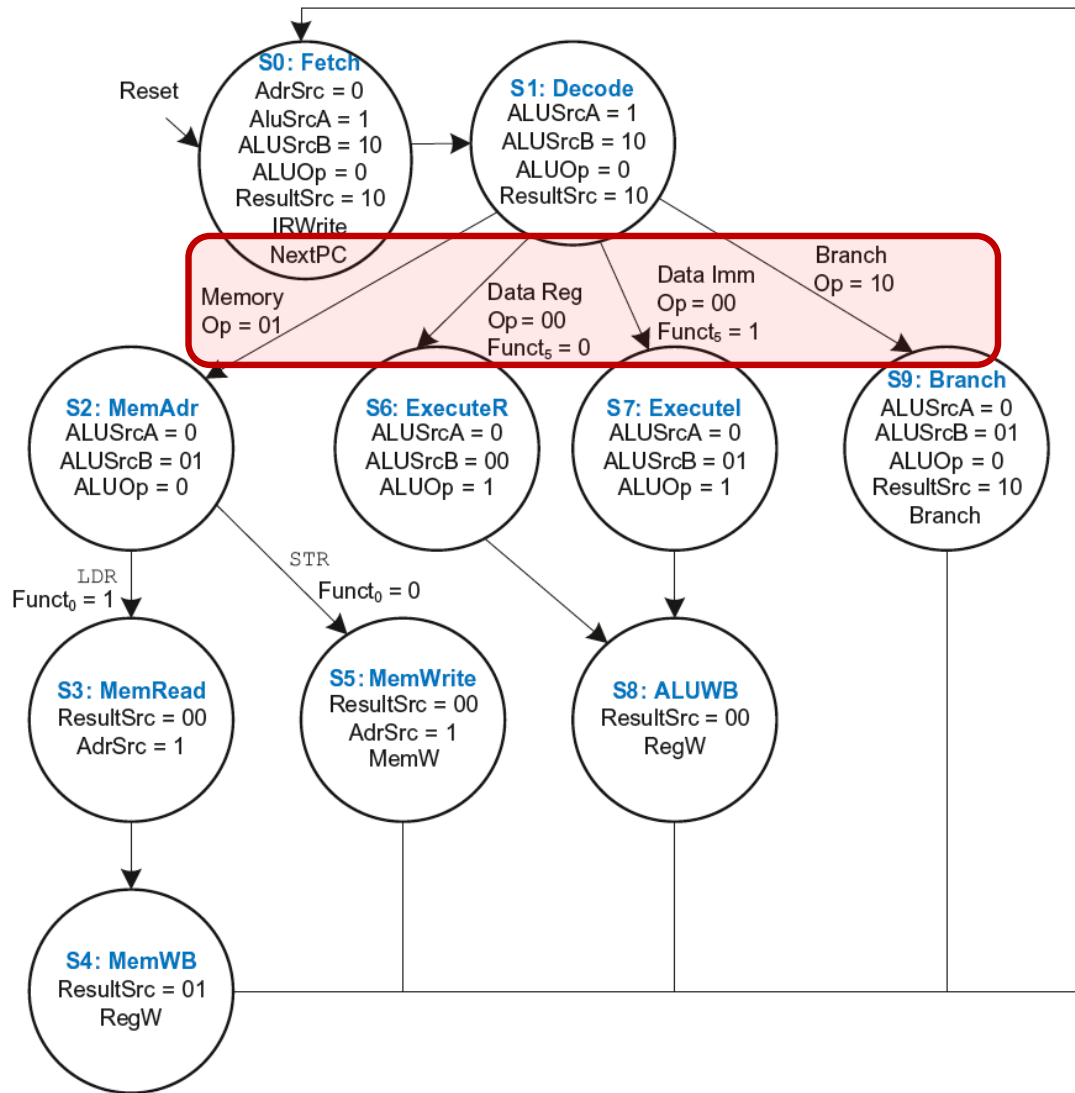 Reset
S0: Fetch
AdrSrc = 0
AluSrcA = 1
ALUSrcB = 10
ALUOp = 0
ResultSrc = 10
IRWrite
NextPC
S1: Decode
ALUSrcA = 1
ALUSrcB = 10
ALUOp = 0
ResultSrc = 10
Memory
Op = 01
Data Reg
Op = 00
Funct₅ = 0
Data Imm
Op = 00
Funct₅ = 1
Branch
Op = 10
S2: MemAdr
ALUSrcA = 0
ALUSrcB = 01
ALUOp = 0
S6: ExecuteR
ALUSrcA = 0
ALUSrcB = 00
ALUOp = 1
S7: ExecuteI
ALUSrcA = 0
ALUSrcB = 01
ALUOp = 1
S9: Branch
ALUSrcA = 0
ALUSrcB = 01
ALUOp = 0
ResultSrc = 10
Branch
LDR
Funct₀ = 1
STR
Funct₀ = 0
S3: MemRead
ResultSrc = 00
AdrSrc = 1
S5: MemWrite
ResultSrc = 00
AdrSrc = 1
MemW
S8: ALUWB
ResultSrc = 00
RegW
S4: MemWB
ResultSrc = 01
RegW